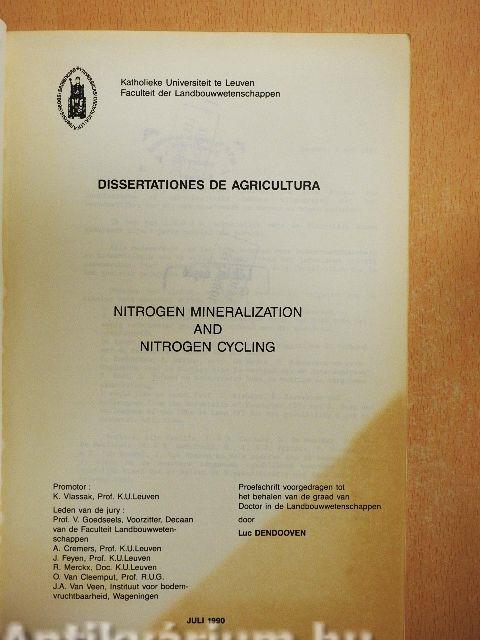 Katholieke Universiteit te Leuven
Faculteit der Landbouwwetenschappen
DISSERTATIONES DE AGRICULTURA
NITROGEN MINERALIZATION
AND
NITROGEN CYCLING
Promotor :
K. Vlassak, Prof. K.U.Leuven
Leden van de jury :
Prof. V. Goedseels, Voorzitter, Decaan
van de Faculteit Landbouwweten-
schappen
A. Cremers, Prof. K.U.Leuven
J. Feyen, Prof. K.U.Leuven
R. Merckx, Doc. K.U.Leuven
O. Van Cleemput, Prof. R.U.G.
J.A. Van Veen, Instituut voor bodem-
vruchtbaarheid, Wageningen
Proefschrift voorgedragen tot
het behalen van de graad van
Doctor in de Landbouwwetenschappen
door
Luc DENDOOVEN
JULI 1990
Antikvárium.hu